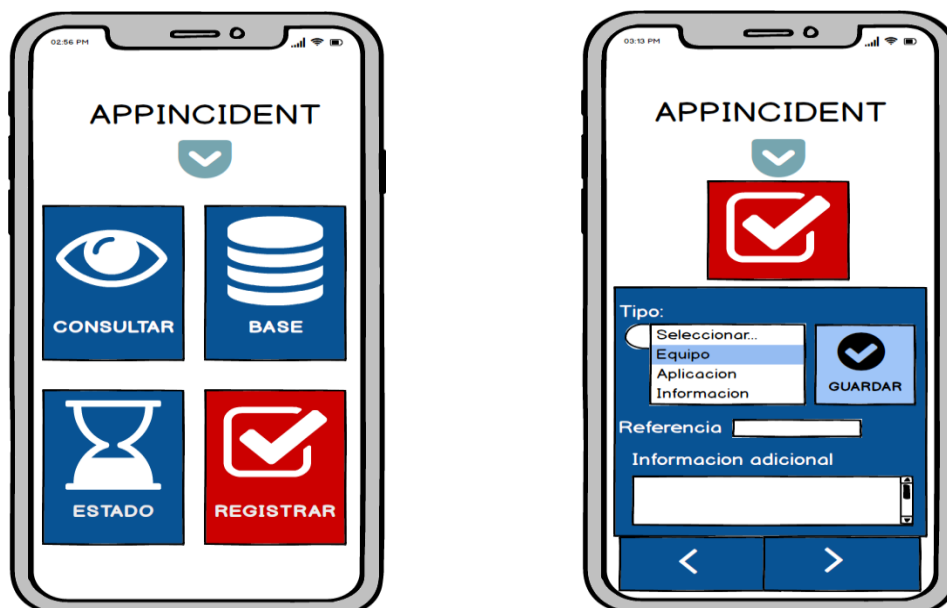 02:56 PM
APPINCIDENT
CONSULTAR
BASE
ESTADO
REGISTRAR
03:13 PM
APPINCIDENT
Tipo:
Seleccionar...
Equipo
Aplicacion
Informacion
GUARDAR
Referencia
Informacion adicional